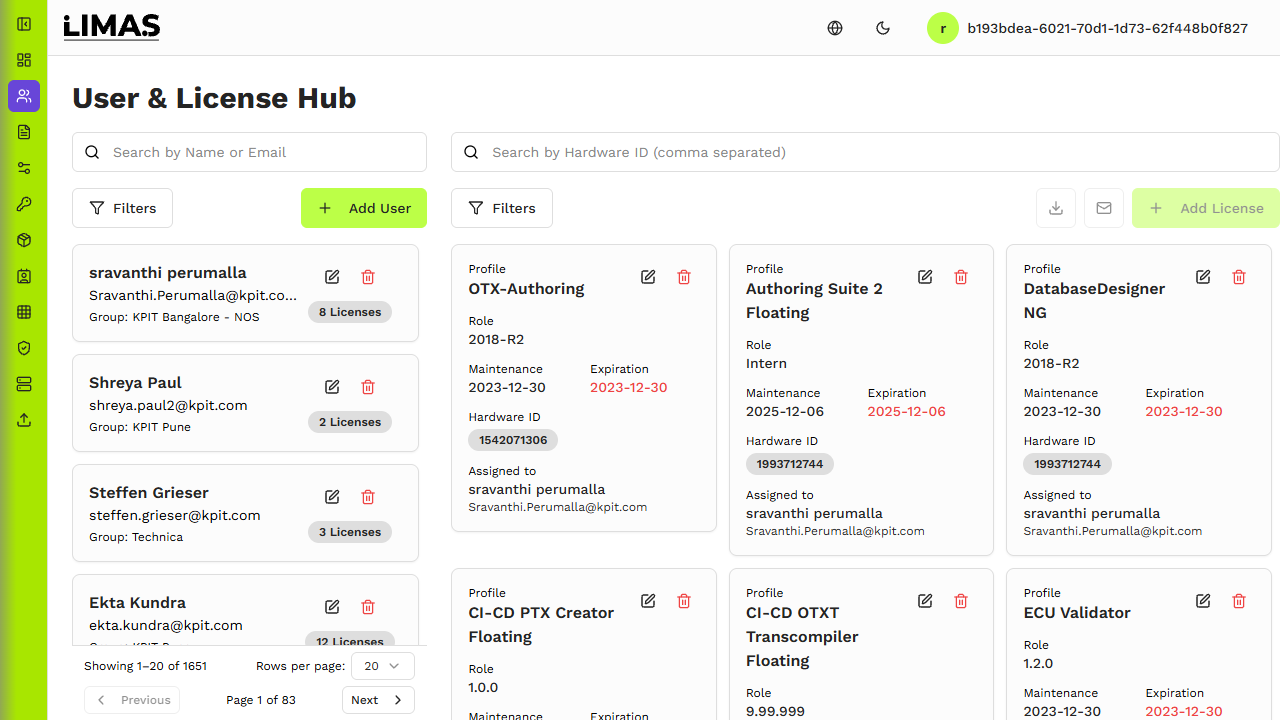 LIMAS
r
b193bdea-6021-70d1-1d73-62f448b0f827
User & License Hub
Search by Name or Email
Filters
Add User
sravanthi perumalla
Sravanthi.Perumalla@kpit.co...
Group: KPIT Bangalore - NOS
8 Licenses
Shreya Paul
shreya.paul2@kpit.com
Group: KPIT Pune
2 Licenses
Steffen Grieser
steffen.grieser@kpit.com
Group: Technica
3 Licenses
Ekta Kundra
ekta.kundra@kpit.com
12 Licenses
Showing 1–20 of 1651
Rows per page:
20
Previous
Page 1 of 83
Next
Search by Hardware ID (comma separated)
Filters
Add License
Profile
OTX-Authoring
Role
2018-R2
Maintenance
Expiration
2023-12-30
2023-12-30
Hardware ID
1542071306
Assigned to
sravanthi perumalla
Sravanthi.Perumalla@kpit.com
Profile
Authoring Suite 2
Floating
Role
Intern
Maintenance
Expiration
2025-12-06
2025-12-06
Hardware ID
1993712744
Assigned to
sravanthi perumalla
Sravanthi.Perumalla@kpit.com
Profile
DatabaseDesigner
NG
Role
2018-R2
Maintenance
Expiration
2023-12-30
2023-12-30
Hardware ID
1993712744
Assigned to
sravanthi perumalla
Sravanthi.Perumalla@kpit.com
Profile
CI-CD PTX Creator
Floating
Role
1.0.0
Maintenance
Expiration
Profile
CI-CD OTXT
Transcompiler
Floating
Role
9.99.999
Profile
ECU Validator
Role
1.2.0
Maintenance
Expiration
2023-12-30
2023-12-30